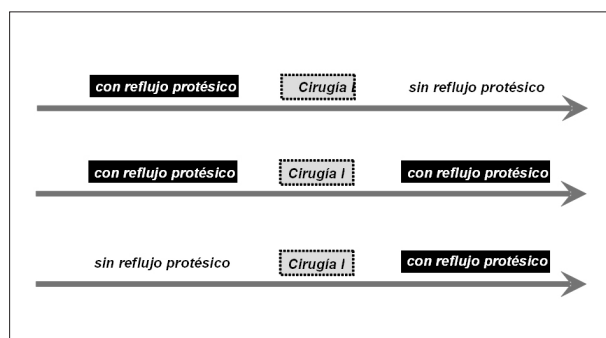 con reflujo protésico Cirugía I sin reflujo protésico
con reflujo protésico Cirugía I con reflujo protésico
sin reflujo protésico Cirugía I con reflujo protésico